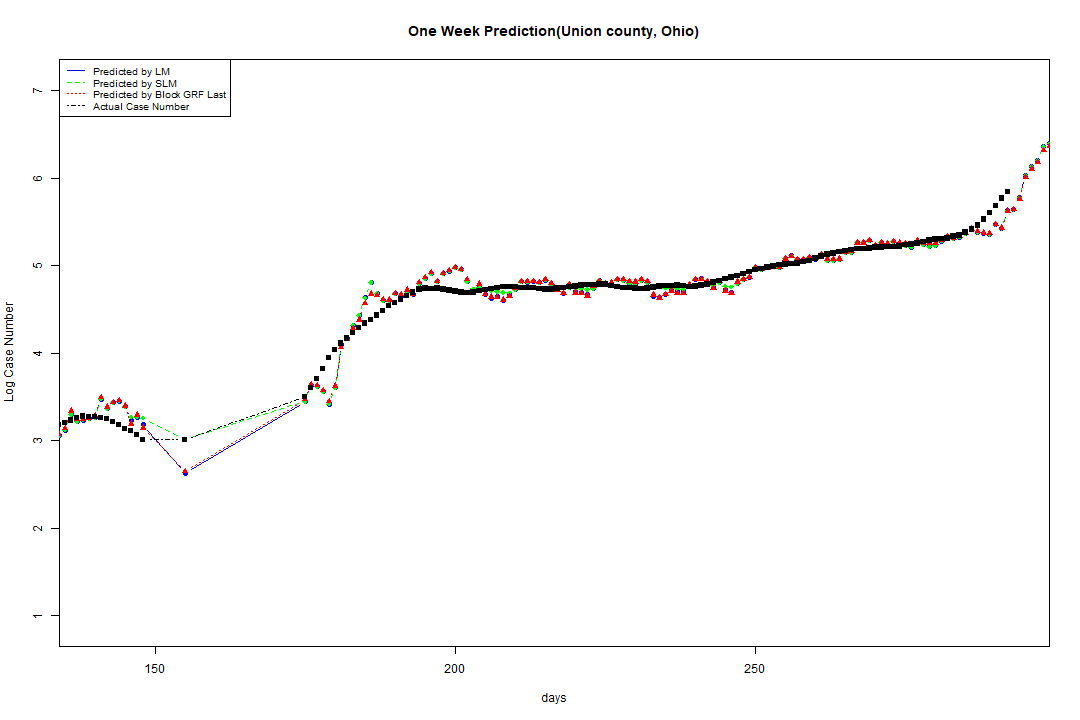 One Week Prediction(Union county, Ohio)
Predicted by LM
Predicted by SLM
Predicted by Block GRF Last
Actual Case Number
7
6
5
4
3
2
1
Log Case Number
150
200
250
days